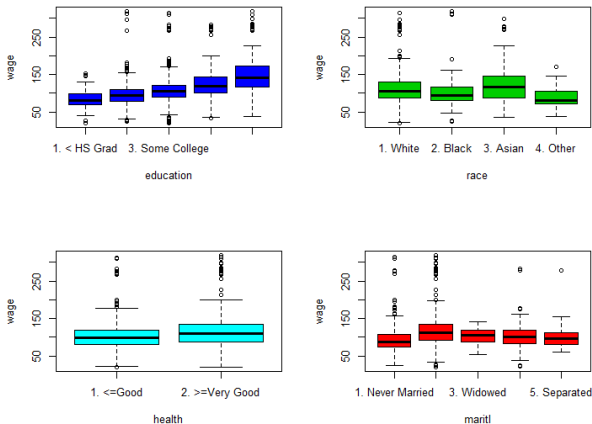 wage
250
150
50
1. < HS Grad 3. Some College
education
wage
250
150
50
1. White 2. Black 3. Asian 4. Other
race
wage
250
150
50
1. <=Good 2. >=Very Good
health
wage
250
150
50
1. Never Married 3. Widowed 5. Separated
maritl